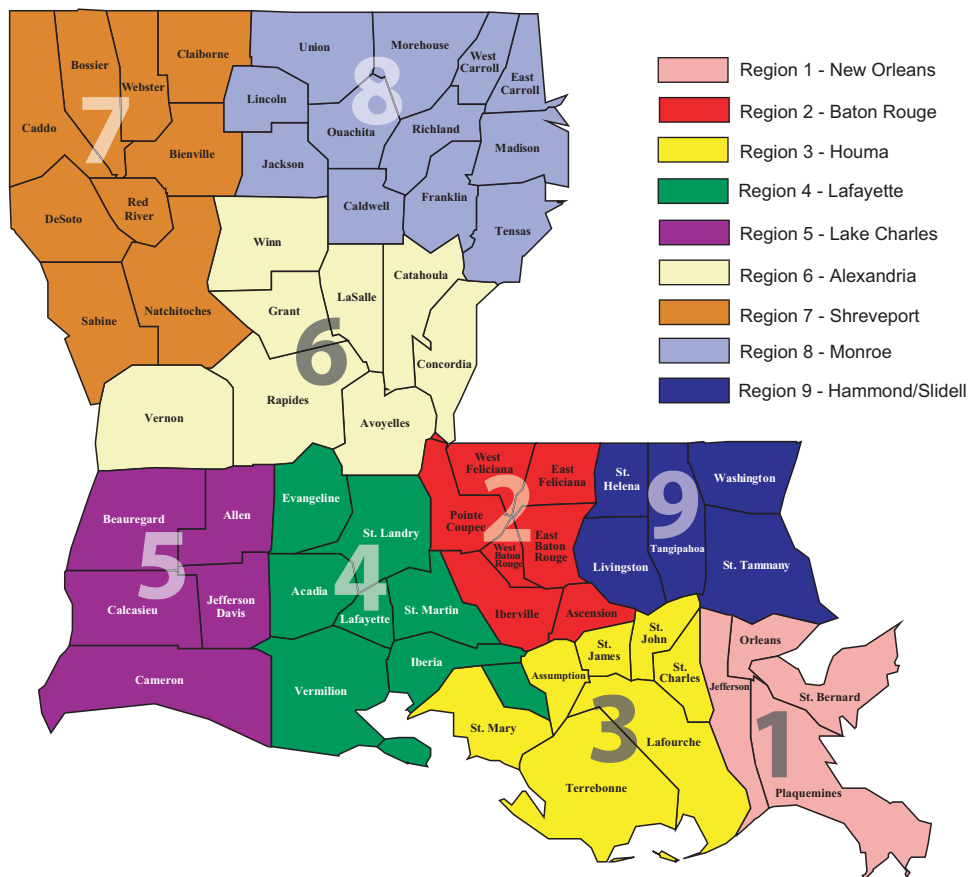 Union
Morehouse
West
Carroll
East
Carroll
Claiborne
Bossier
Webster
Lincoln
8
7
Caddo
Ouachita
Richland
Madison
Bienville
Jackson
Franklin
Caldwell
Tensas
DeSoto
Red
River
Winn
Catahoula
LaSalle
Grant
Natchitoches
Sabine
6
Concordia
Rapides
Vernon
Avoyelles
West
Feliciana
East
Feliciana
St.
Helena
Washington
9
2
Evangeline
Allen
Beauregard
Pointe
Coupee
St. Landry
East
Baton
Rouge
West
Baton
Rouge
Tangipahoa
Livingston
St. Tammany
5
4
Acadia
Lafayette
St. Martin
Jefferson
Davis
Calcasieu
Iberville
Ascension
St.
John
St.
James
Orleans
Iberia
Cameron
Vermilion
Assumption
St.
Charles
Jefferson
St. Bernard
St. Mary
3
Lafourche
1
Terrebonne
Plaquemines
Region 1 - New Orleans
Region 2 - Baton Rouge
Region 3 - Houma
Region 4 - Lafayette
Region 5 - Lake Charles
Region 6 - Alexandria
Region 7 - Shreveport
Region 8 - Monroe
Region 9 - Hammond/Slidell